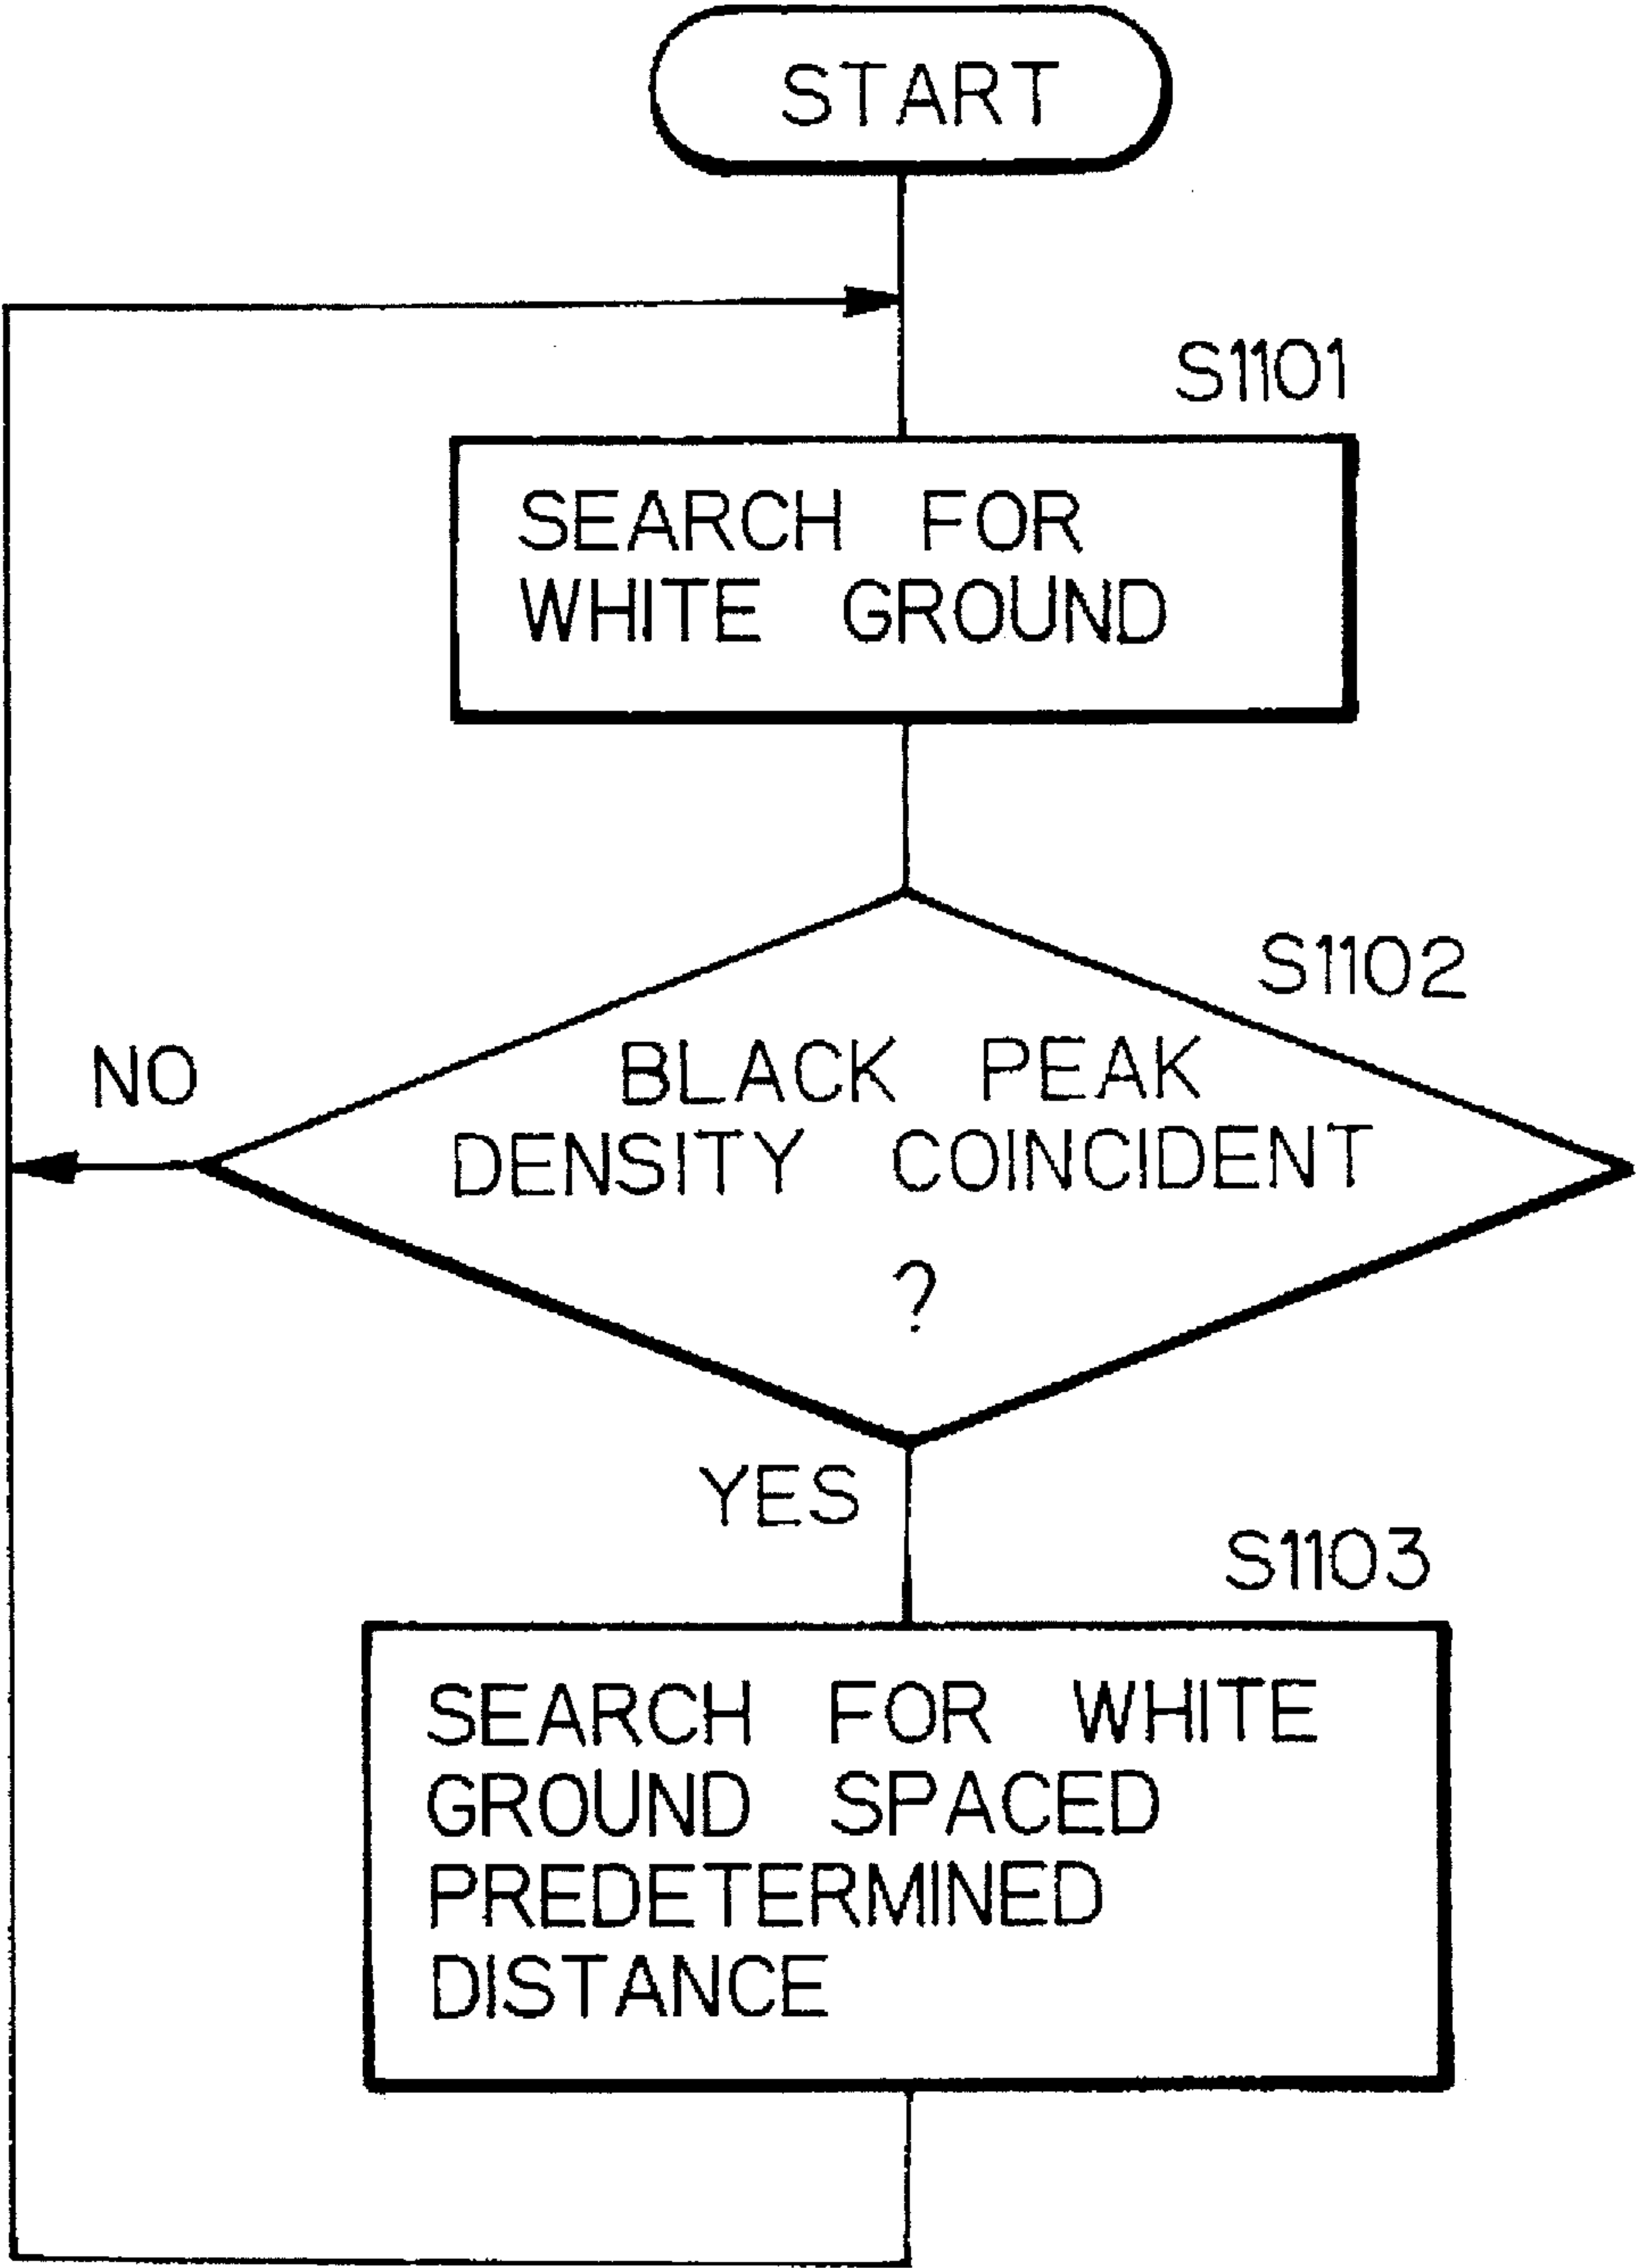 START
S1101
SEARCH FOR
WHITE GROUND
S1102
NO
BLACK PEAK
DENSITY COINCIDENT
?
YES
S1103
SEARCH FOR WHITE
GROUND SPACED
PREDETERMINED
DISTANCE